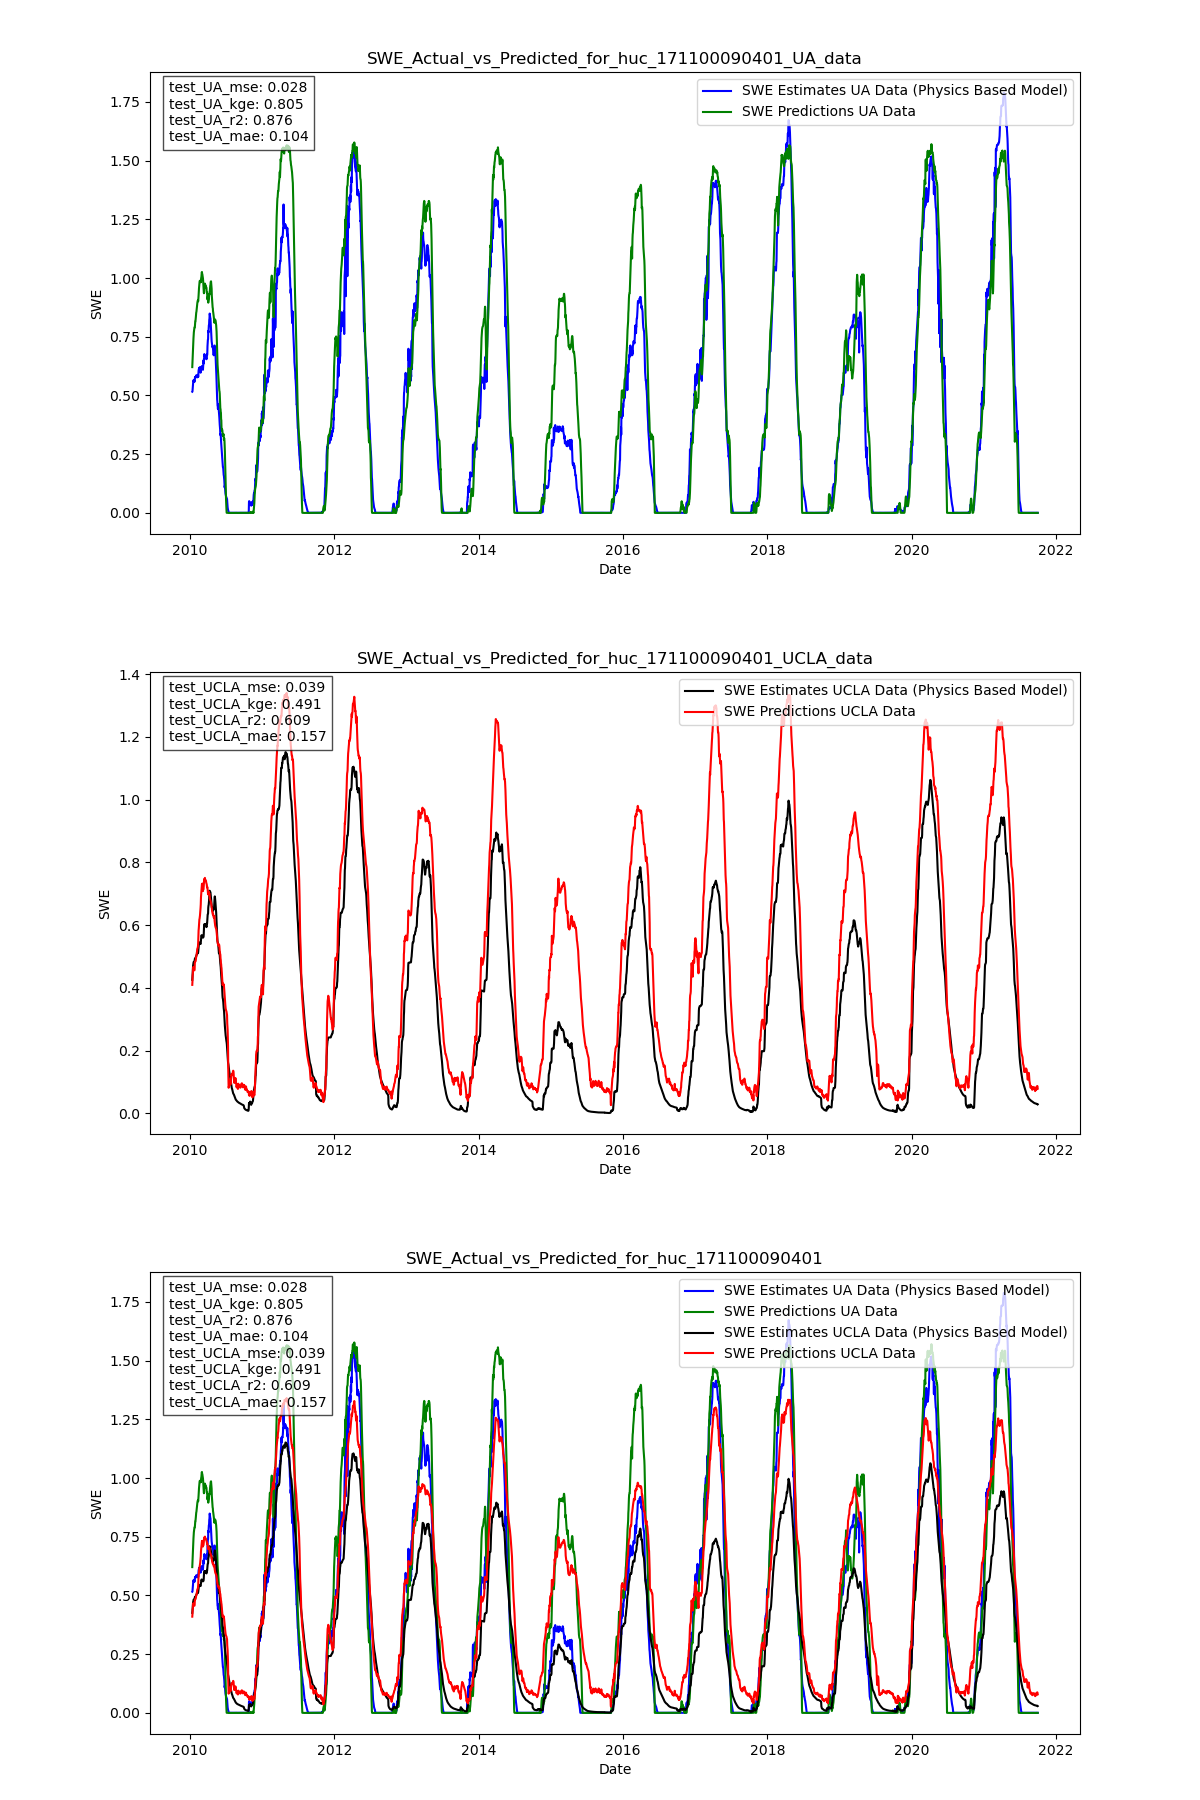 SWE_Actual_vs_Predicted_for_huc_171100090401_UA_data
test_UA_mse: 0.028
test_UA_kge: 0.805
test_UA_r2: 0.876
test_UA_mae: 0.104
SWE Estimates UA Data (Physics Based Model)
SWE Predictions UA Data
1.75
1.50
1.25
1.00
0.75
0.50
0.25
0.00
SWE
2010 2012 2014 2016 2018 2020 2022
Date
SWE_Actual_vs_Predicted_for_huc_171100090401_UCLA_data
test_UCLA_mse: 0.039
test_UCLA_kge: 0.491
test_UCLA_r2: 0.609
test_UCLA_mae: 0.157
SWE Estimates UCLA Data (Physics Based Model)
SWE Predictions UCLA Data
1.4
1.2
1.0
0.8
0.6
0.4
0.2
0.0
SWE
2010 2012 2014 2016 2018 2020 2022
Date
SWE_Actual_vs_Predicted_for_huc_171100090401
test_UA_mse: 0.028
test_UA_kge: 0.805
test_UA_r2: 0.876
test_UA_mae: 0.104
test_UCLA_mse: 0.039
test_UCLA_kge: 0.491
test_UCLA_r2: 0.609
test_UCLA_mae: 0.157
SWE Estimates UA Data (Physics Based Model)
SWE Predictions UA Data
SWE Estimates UCLA Data (Physics Based Model)
SWE Predictions UCLA Data
1.75
1.50
1.25
1.00
0.75
0.50
0.25
0.00
SWE
2010 2012 2014 2016 2018 2020 2022
Date